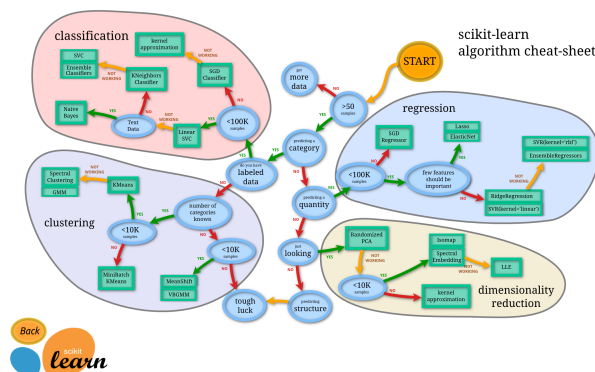 scikit-learn
algorithm cheat-sheet
START
get
more
data
NO
>50
samples
YES
predicting a
category
YES
NO
do you have
labeled
data
YES
NO
classification
kernel
approximation
NOT
WORKING
SGD
Classifier
NO
<100K
samples
YES
Linear
SVC
NOT
WORKING
Text
Data
YES
Naive
Bayes
NO
KNeighbors
Classifier
NOT
WORKING
SVC
Ensemble
Classifiers
regression
SGD
Regressor
NO
<100K
samples
YES
few features
should be
important
YES
Lasso
ElasticNet
NO
RidgeRegression
SVR(kernel='linear')
NOT
WORKING
SVR(kernel='rbf')
EnsembleRegressors
predicting a
quantity
YES
NO
clustering
Spectral
Clustering
GMM
NOT
WORKING
KMeans
YES
<10K
samples
NO
MiniBatch
KMeans
number of
categories
known
YES
NO
<10K
samples
YES
MeanShift
VBGMM
NO
tough
luck
just
looking
YES
NO
predicting
structure
dimensionality
reduction
Randomized
PCA
NOT
WORKING
<10K
samples
YES
Isomap
Spectral
Embedding
NOT
WORKING
LLE
NO
kernel
approximation
Back
scikit
learn